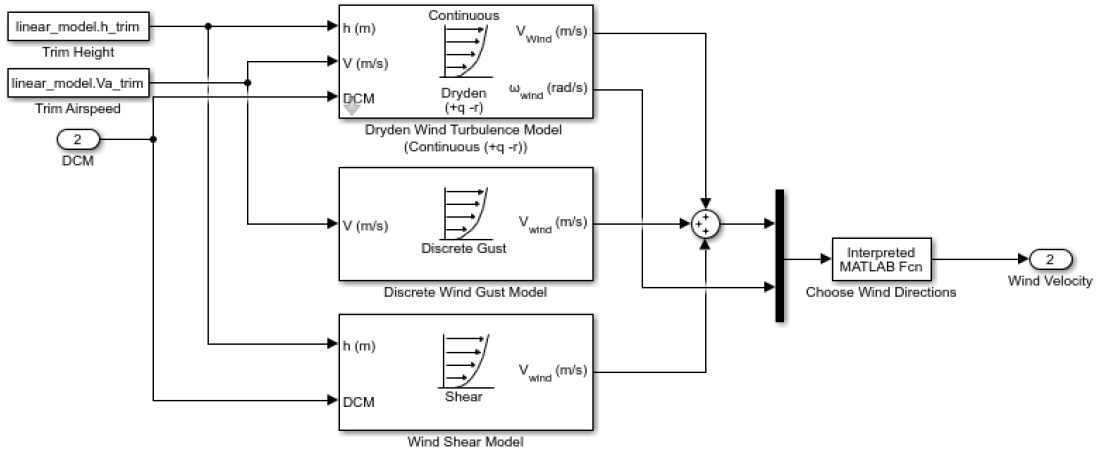 linear_model.h_trim
Trim Height
linear_model.Va_trim
Trim Airspeed
2
DCM
Continuous
h (m)
V (m/s)
DCM
Dryden
(+q -r)
V_Wind (m/s)
ω_wind (rad/s)
Dryden Wind Turbulence Model
(Continuous (+q -r))
V (m/s)
Discrete Gust
V_wind (m/s)
Discrete Wind Gust Model
h (m)
DCM
Shear
V_wind (m/s)
Wind Shear Model
+
+
+
Interpreted
MATLAB Fcn
Choose Wind Directions
2
Wind Velocity